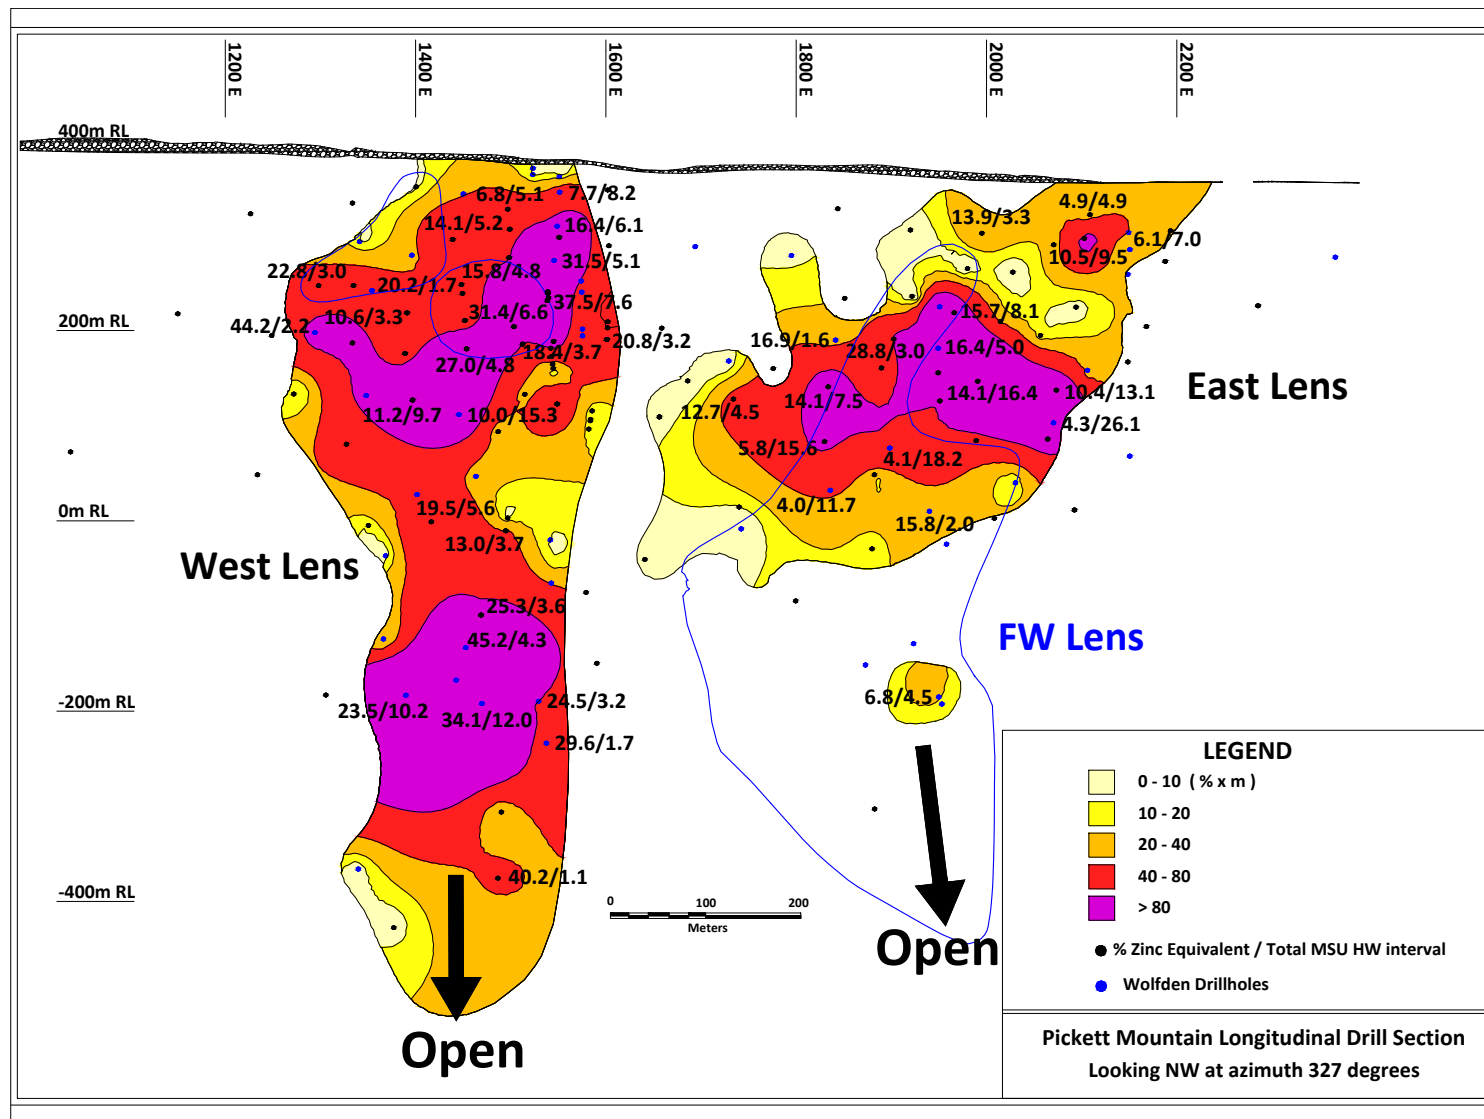 1200 E
1400 E
1600 E
1800 E
2000 E
2200 E
400m RL
6.8/5.1
7.7/8.2
4.9/4.9
14.1/5.2
16.4/6.1
13.9/3.3
6.1/7.0
10.5/9.5
22.8/3.0
15.8/4.8
31.5/5.1
20.2/1.7
37.5/7.6
10.6/3.3
31.4/6.6
15.7/8.1
200m RL
44.2/2.2
20.8/3.2
16.9/1.6
18.4/3.7
28.8/3.0
16.4/5.0
27.0/4.8
East Lens
11.2/9.7
10.0/15.3
12.7/4.5
14.1/7.5
14.1/16.4
10.4/13.1
4.3/26.1
5.8/15.6
4.1/18.2
0m RL
19.5/5.6
4.0/11.7
15.8/2.0
13.0/3.7
West Lens
25.3/3.6
45.2/4.3
FW Lens
-200m RL
23.5/10.2
34.1/12.0
24.5/3.2
6.8/4.5
29.6/1.7
-400m RL
40.2/1.1
0 100 200
Meters
Open
Open
LEGEND
0 - 10 ( % x m )
10 - 20
20 - 40
40 - 80
> 80
% Zinc Equivalent / Total MSU HW interval
Wolfden Drillholes
Pickett Mountain Longitudinal Drill Section
Looking NW at azimuth 327 degrees